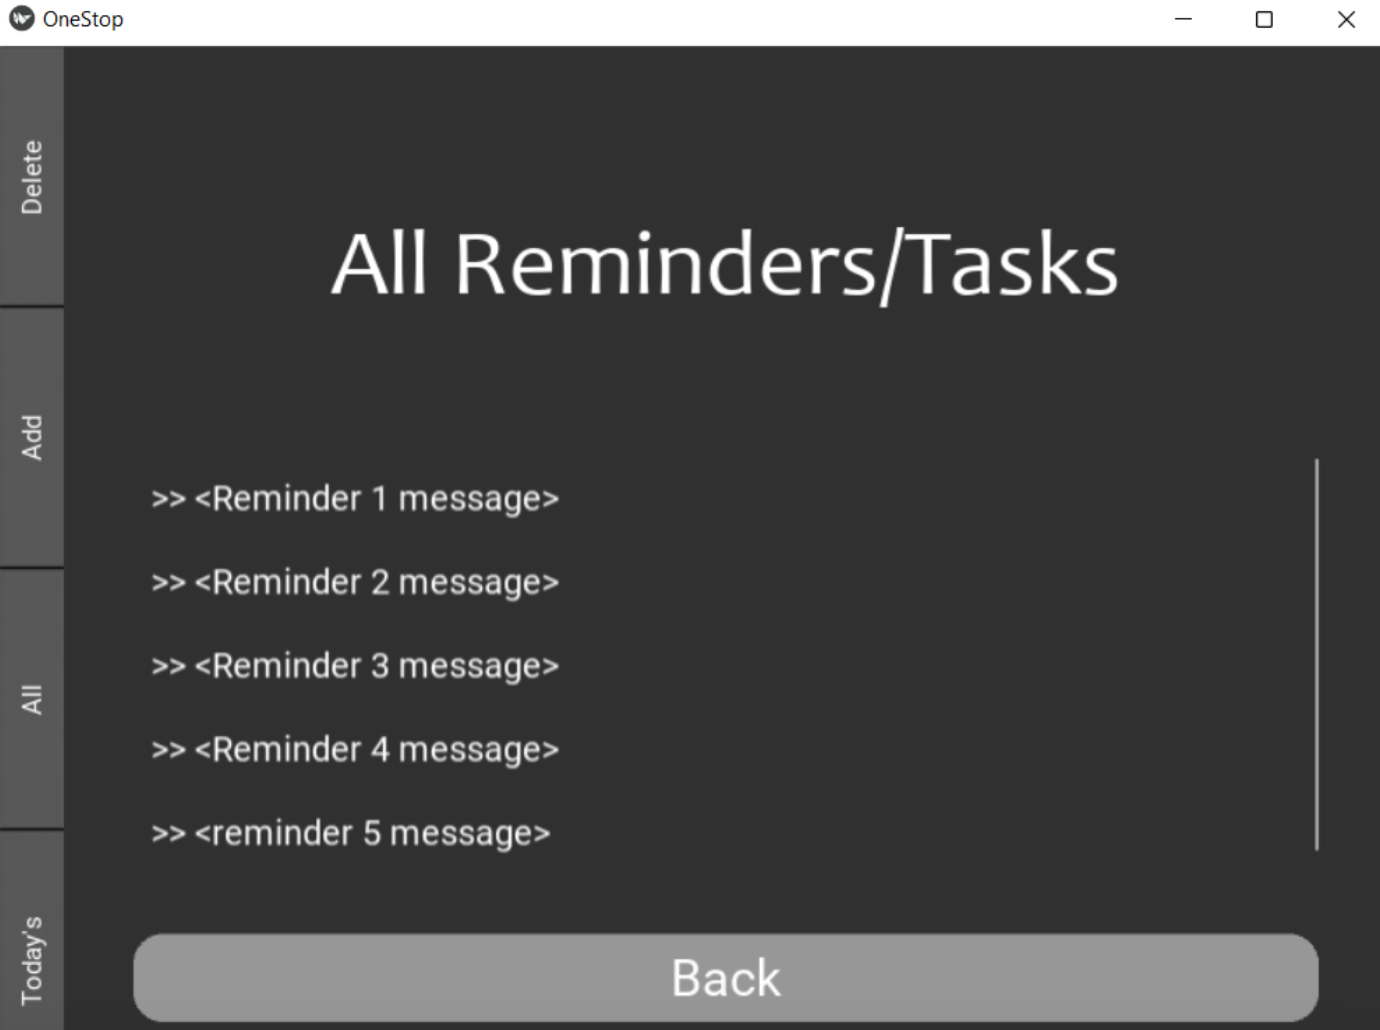 OneStop
Delete
Add
All
Today's
All Reminders/Tasks
>> <Reminder 1 message>
>> <Reminder 2 message>
>> <Reminder 3 message>
>> <Reminder 4 message>
>> <reminder 5 message>
Back